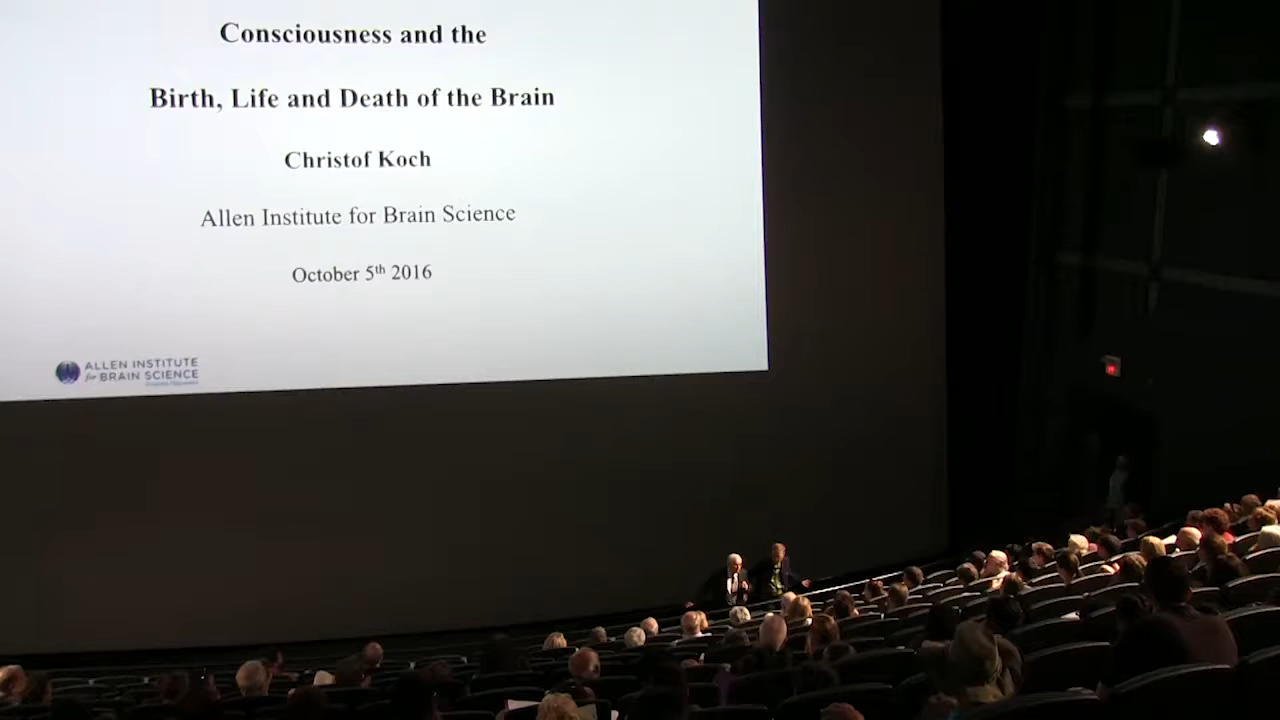 Consciousness and the
Birth, Life and Death of the Brain
Christof Koch
Allen Institute for Brain Science
October 5th 2016
ALLEN INSTITUTE
for BRAIN SCIENCE